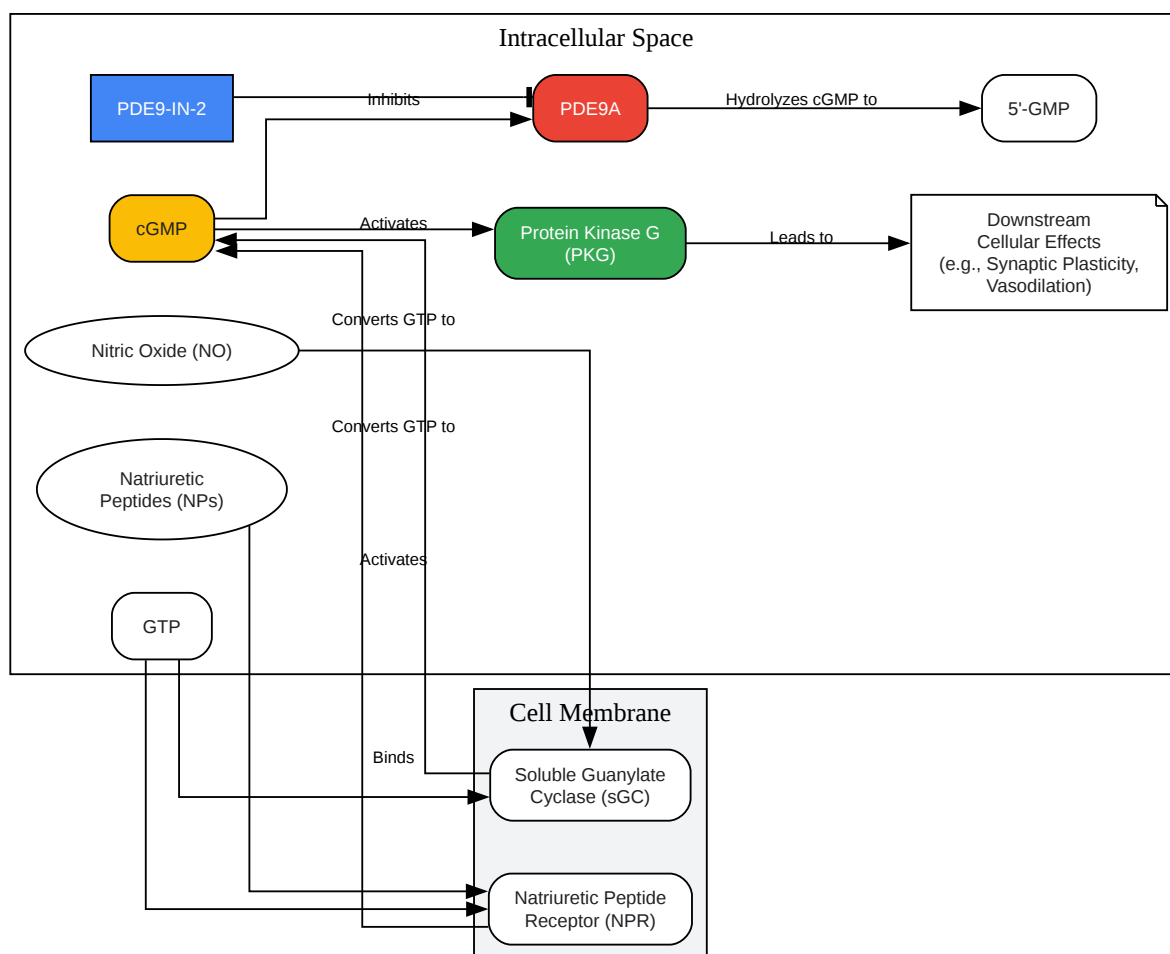 Intracellular Space
PDE9-IN-2
Inhibits
PDE9A
Hydrolyzes cGMP to
5'-GMP
cGMP
Activates
Protein Kinase G
(PKG)
Leads to
Downstream
Cellular Effects
(e.g., Synaptic Plasticity,
Vasodilation)
Converts GTP to
Nitric Oxide (NO)
Converts GTP to
Natriuretic
Peptides (NPs)
Activates
GTP
Cell Membrane
Binds
Soluble Guanylate
Cyclase (sGC)
Natriuretic Peptide
Receptor (NPR)